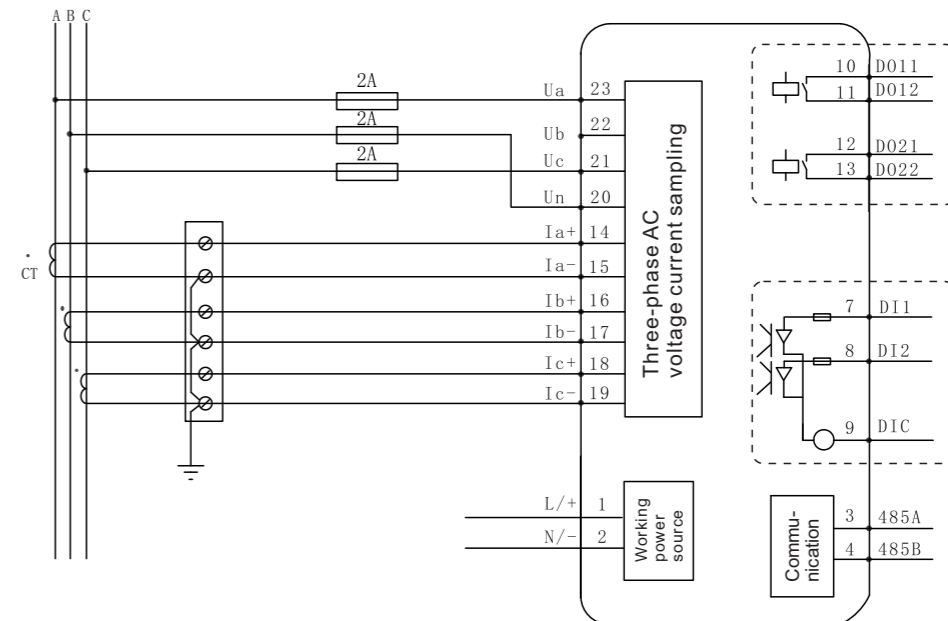 A B C
2A
2A
2A
Ua 23
Ub 22
Uc 21
Un 20
Ia+ 14
Ia- 15
Ib+ 16
Ib- 17
Ic+ 18
Ic- 19
CT
Three-phase AC
voltage current sampling
L/+ 1
N/- 2
Working
power
source
10 DO11
11 DO12
12 DO21
13 DO22
7 DI1
8 DI2
9 DIC
Commu-
nication
3 485A
4 485B